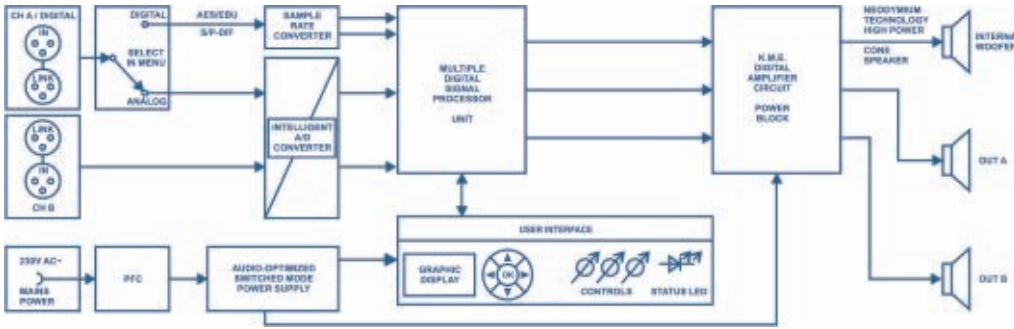 CH A / DIGITAL
IN
LINK
DIGITAL
SELECT
IN MENU
ANALOG
AES/EBU
S/P-DIF
SAMPLE
RATE
CONVERTER
LINK
IN
CH B
INTELLIGENT
A/D
CONVERTER
MULTIPLE
DIGITAL
SIGNAL
PROCESSOR
UNIT
K.M.E.
DIGITAL
AMPLIFIER
CIRCUIT
POWER
BLOCK
NEODYMIUM
TECHNOLOGY
HIGH POWER
CONE
SPEAKER
INTERNA
WOOFER
OUT A
OUT B
230V AC~
MAINS
POWER
PFC
AUDIO-OPTIMIZED
SWITCHED MODE
POWER SUPPLY
USER INTERFACE
GRAPHIC
DISPLAY
OK
CONTROLS
STATUS LED